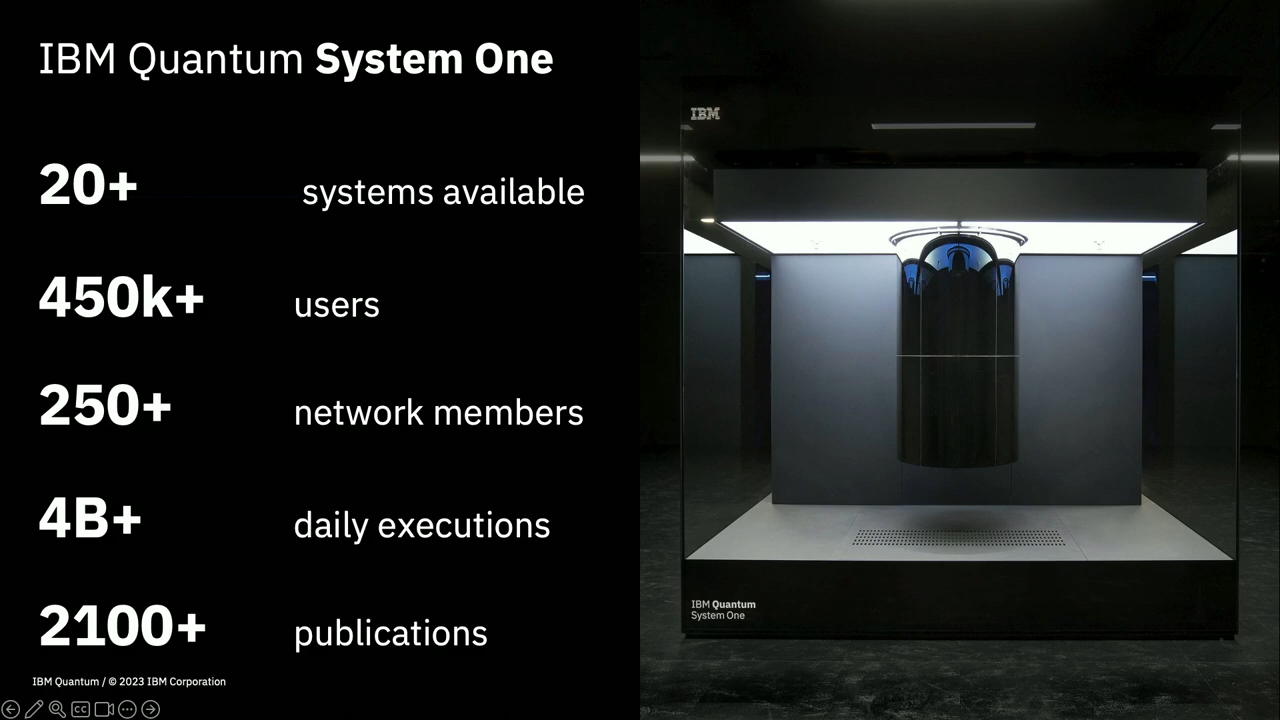 IBM Quantum System One
20+ systems available
450k+ users
250+ network members
4B+ daily executions
2100+ publications
IBM Quantum / © 2023 IBM Corporation
CC
IBM
IBM Quantum
System One